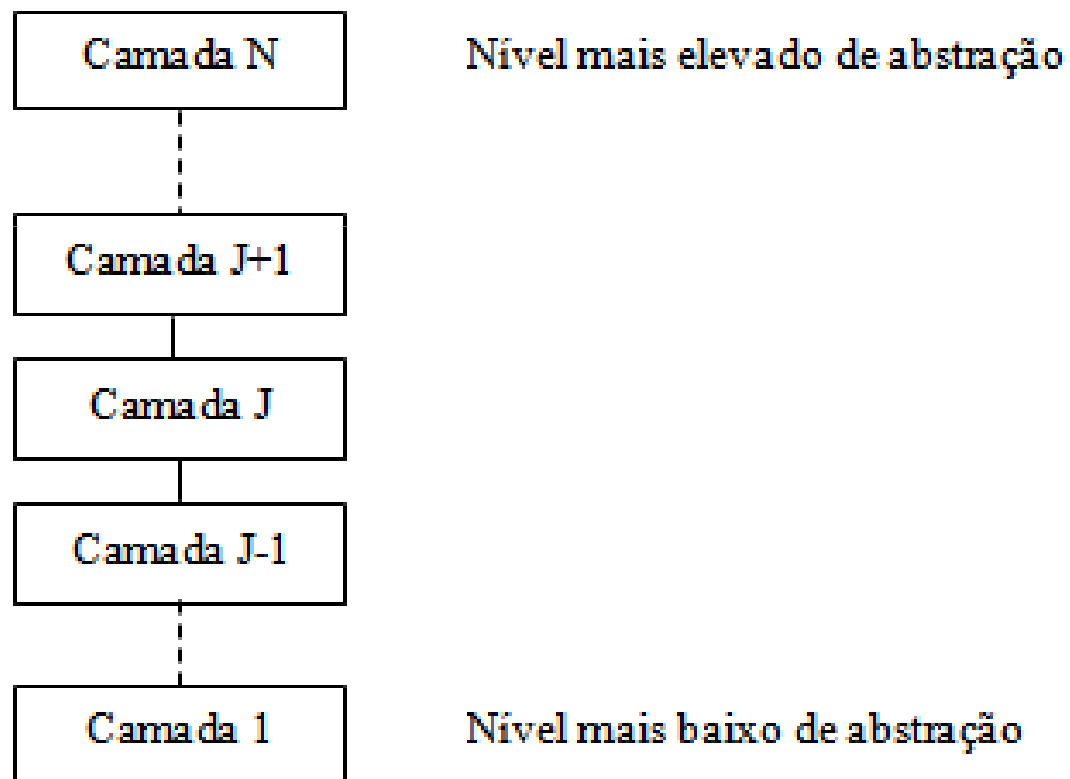 Camada N
Nível mais elevado de abstração
Camada J+1
Camada J
Camada J-1
Camada 1
Nível mais baixo de abstração